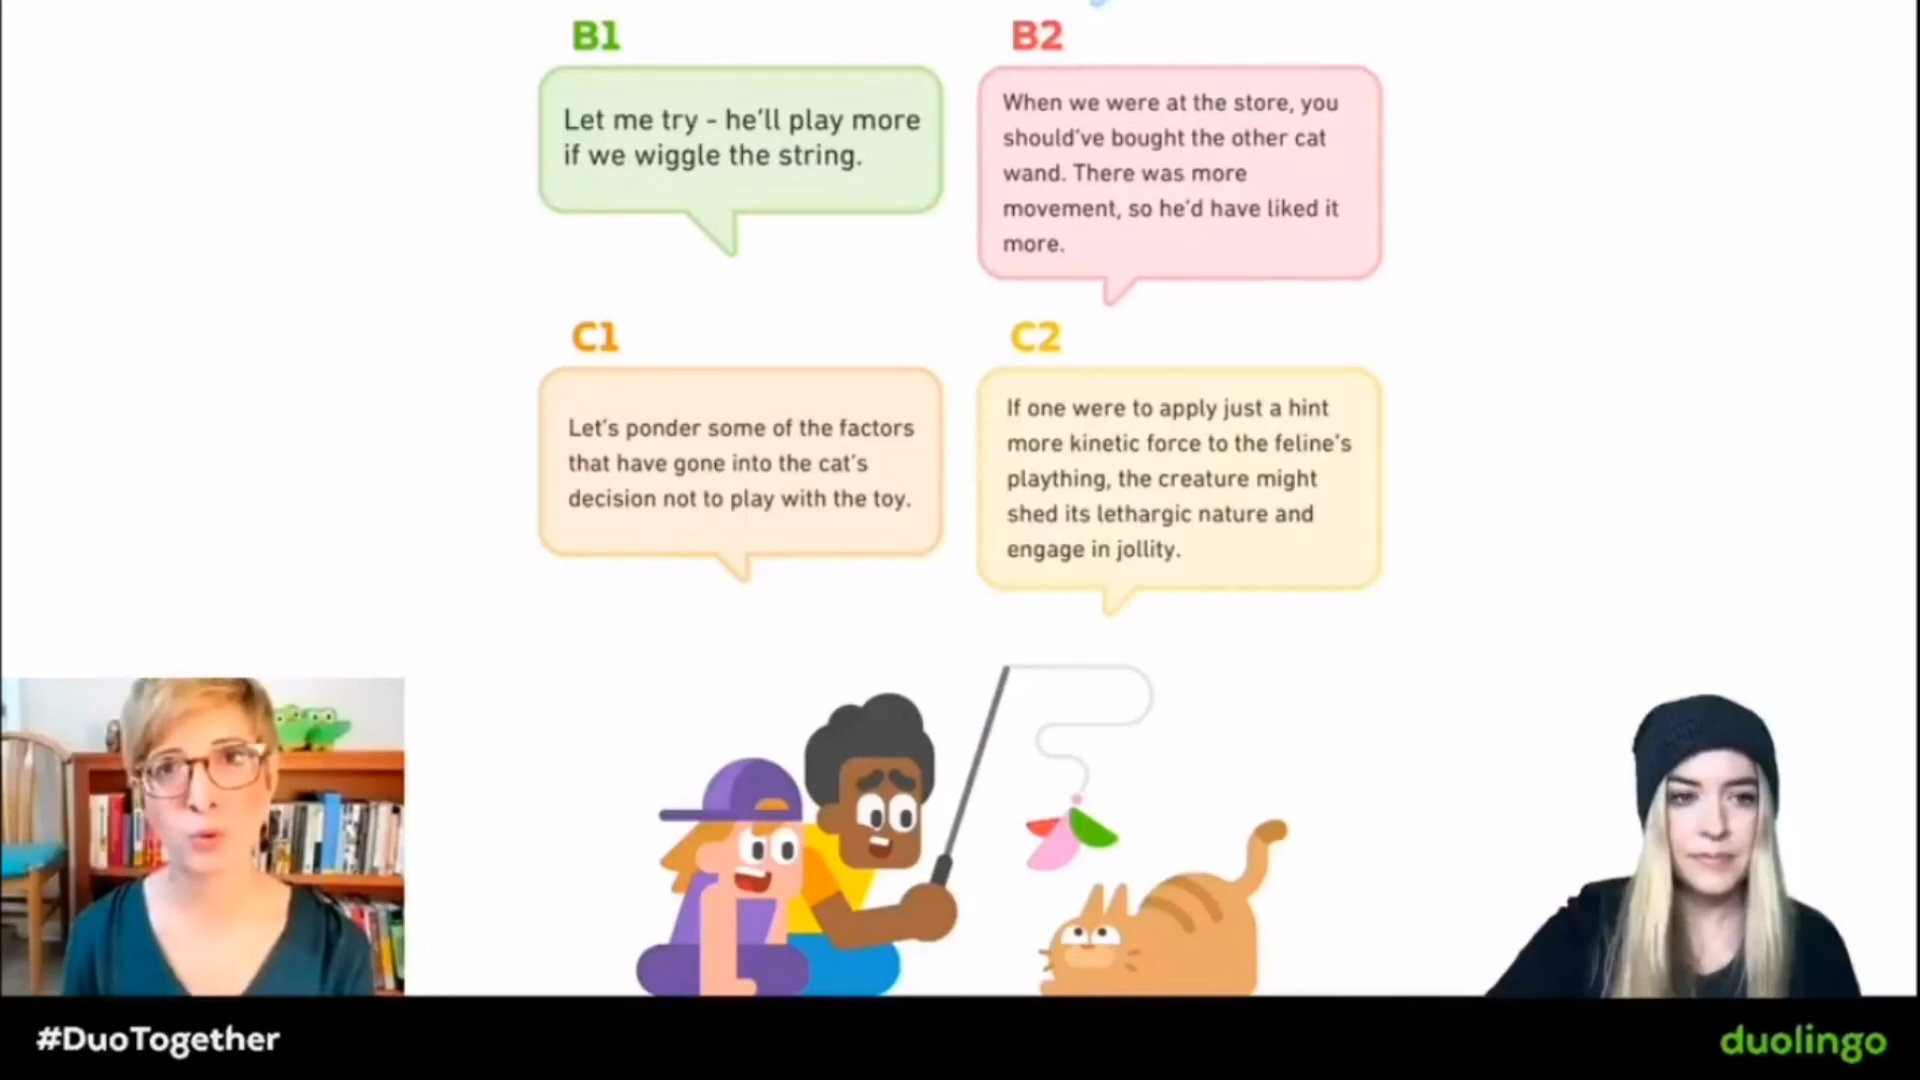 B1
Let me try - he'll play more
if we wiggle the string.
B2
When we were at the store, you
should've bought the other cat
wand. There was more
movement, so he'd have liked it
more.
C1
Let's ponder some of the factors
that have gone into the cat's
decision not to play with the toy.
C2
If one were to apply just a hint
more kinetic force to the feline's
plaything, the creature might
shed its lethargic nature and
engage in jollity.
#DuoTogether
duolingo